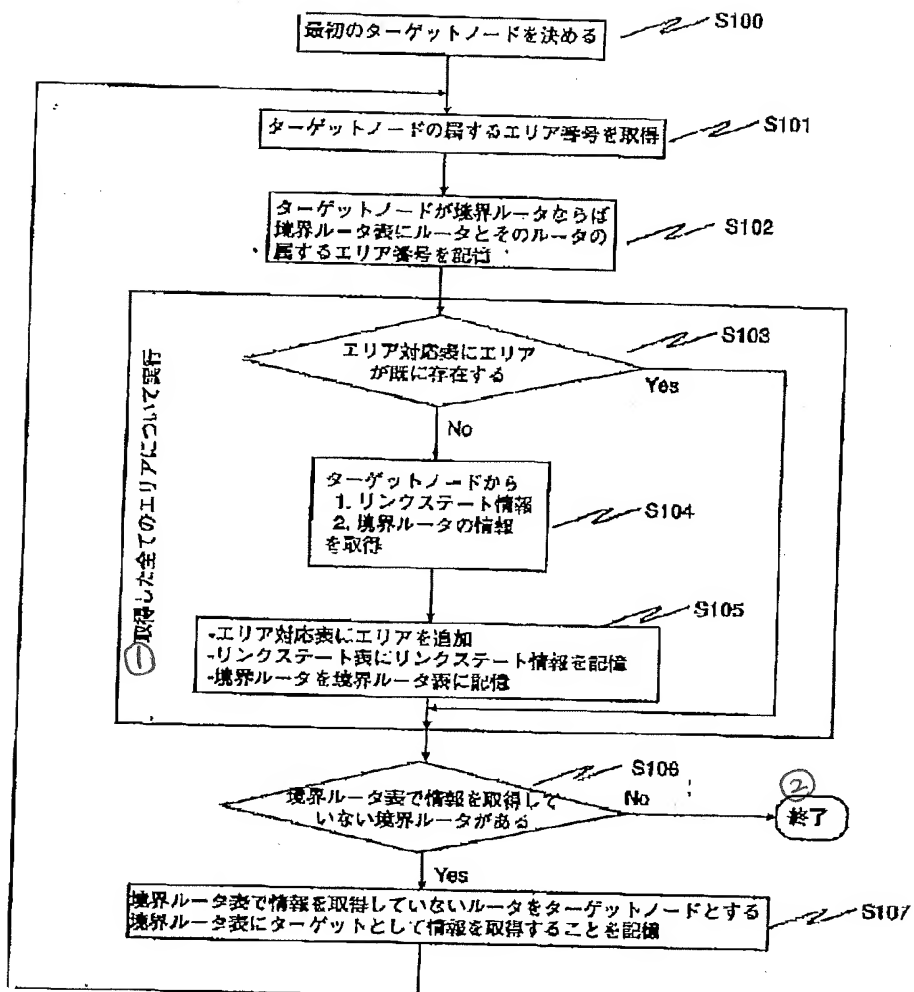 最初のターゲットノードを決める
S100
ターゲットノードの属するエリア番号を取得
S101
ターゲットノードが境界ルータならば
境界ルータ表にルータとそのルータの
属するエリア番号を記憶
S102
取得した全てのエリアについて実行
エリア対応表にエリア
が既に存在する
S103
Yes
No
ターゲットノードから
1. リンクステート情報
2. 境界ルータの情報
を取得
S104
S105
-エリア対応表にエリアを追加
-リンクステート表にリンクステート情報を記憶
-境界ルータを境界ルータ表に記憶
境界ルータ表で情報を取得して
いない境界ルータがある
S106
No
②
終了
Yes
境界ルータ表で情報を取得していないルータをターゲットノードとする
境界ルータ表にターゲットとして情報を取得することを記憶
S107